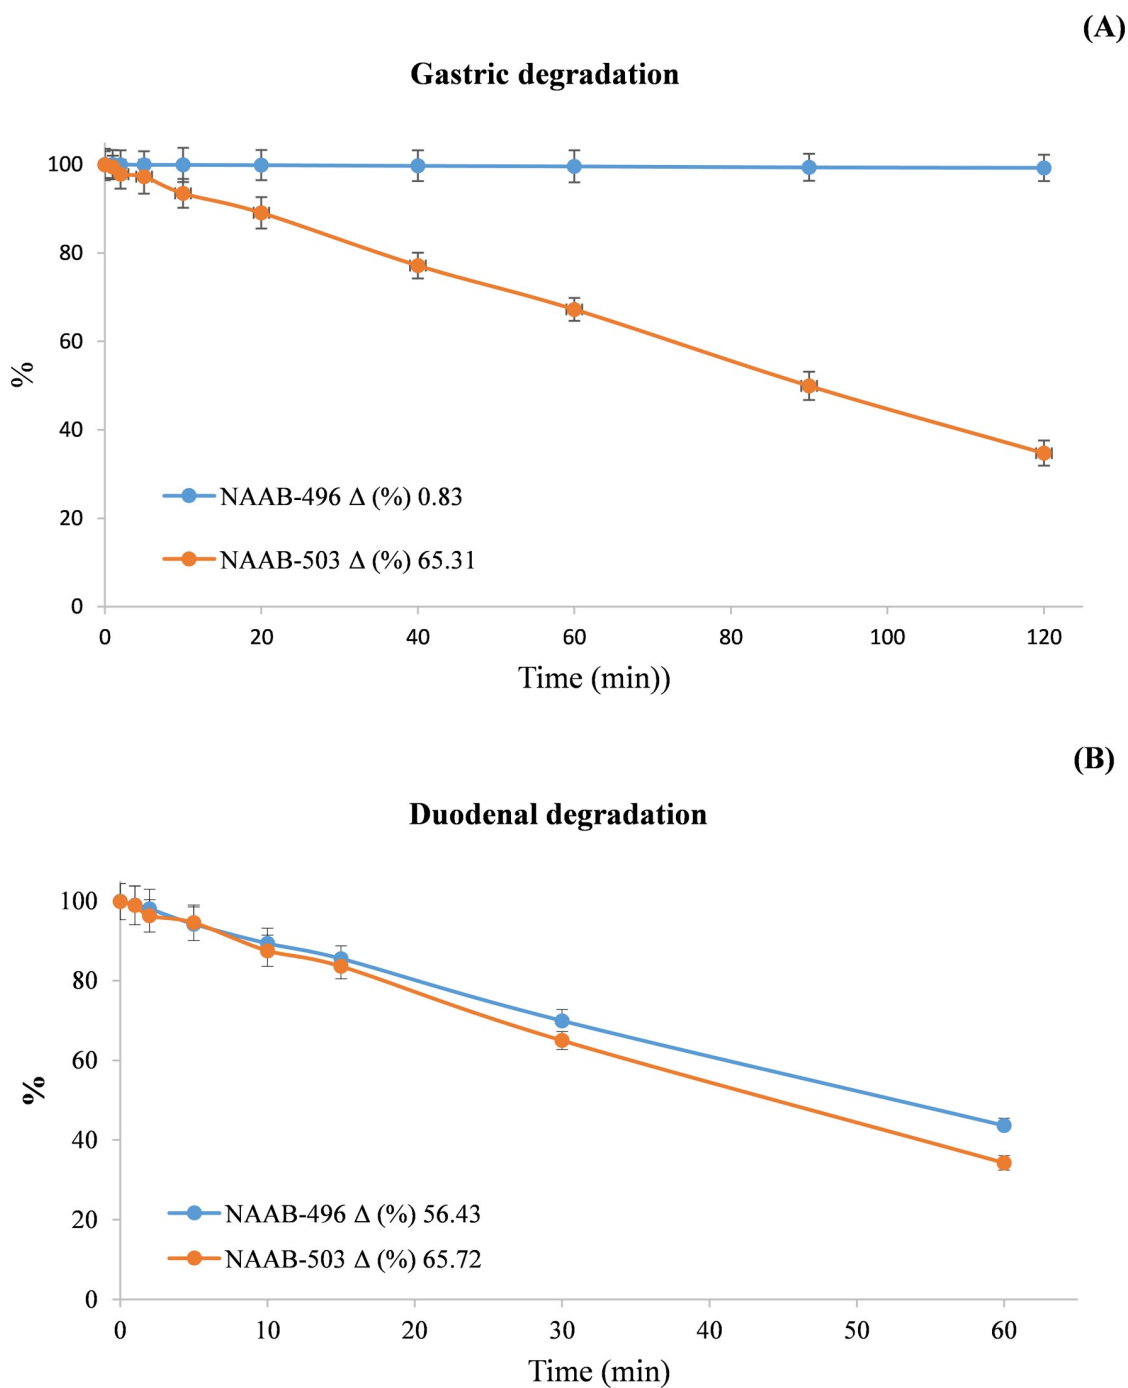 (A)
Gastric degradation
100
80
60
40
20
0
%
NAAB-496 Δ (%) 0.83
NAAB-503 Δ (%) 65.31
0 20 40 60 80 100 120
Time (min))
(B)
Duodenal degradation
100
80
60
40
20
0
%
NAAB-496 Δ (%) 56.43
NAAB-503 Δ (%) 65.72
0 10 20 30 40 50 60
Time (min)